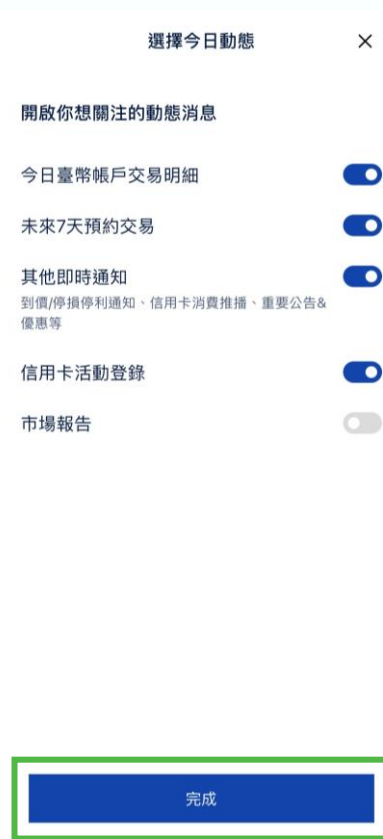 選擇今日動態
開啟你想關注的動態消息
今日臺幣帳戶交易明細
未來7天預約交易
其他即時通知
到價/停損停利通知、信用卡消費推播、重要公告&
優惠等
信用卡活動登錄
市場報告
完成